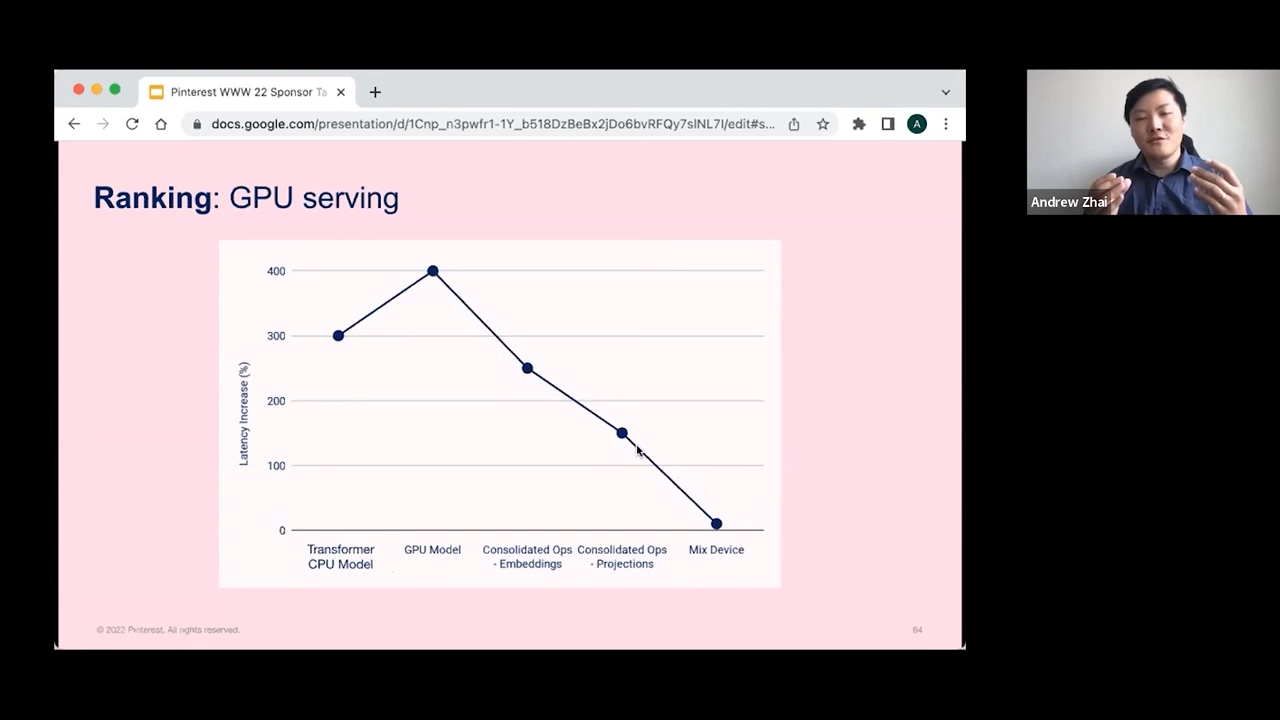 Pinterest WWW 22 Sponsor Ta
docs.google.com/presentation/d/1Cnp_n3pwfr1-1Y_b518DzBeBx2jDo6bvRFQy7slNL7I/edit#s...
A
Andrew Zhai
Ranking: GPU serving
400
300
200
100
0
Latency Increase (%)
Transformer
CPU Model
GPU Model
Consolidated Ops
- Embeddings
Consolidated Ops
- Projections
Mix Device
© 2022 Pinterest. All rights reserved.
64